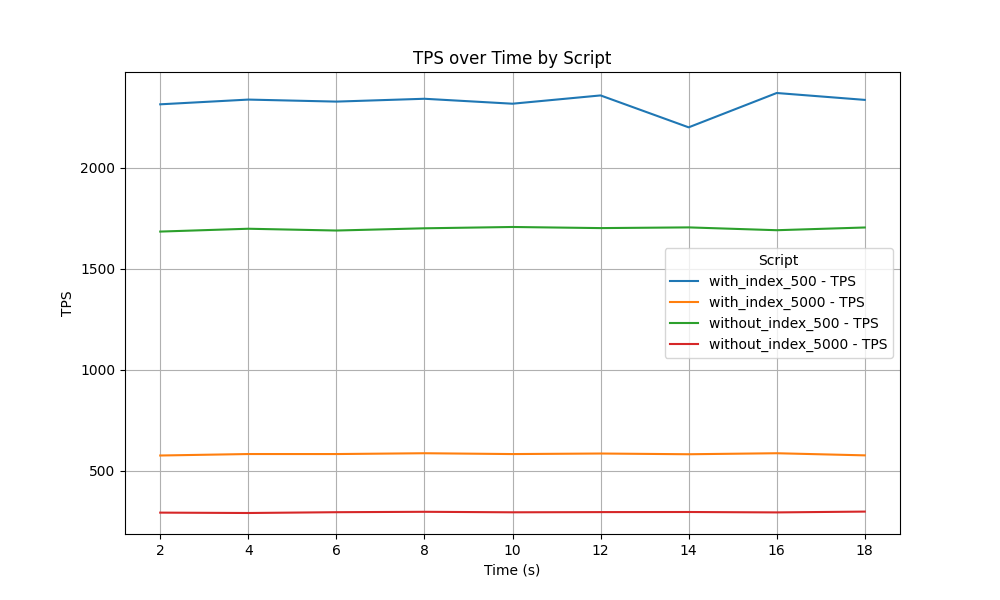 TPS over Time by Script
TPS
2000
1500
1000
500
Script
with_index_500 - TPS
with_index_5000 - TPS
without_index_500 - TPS
without_index_5000 - TPS
2 4 6 8 10 12 14 16 18
Time (s)